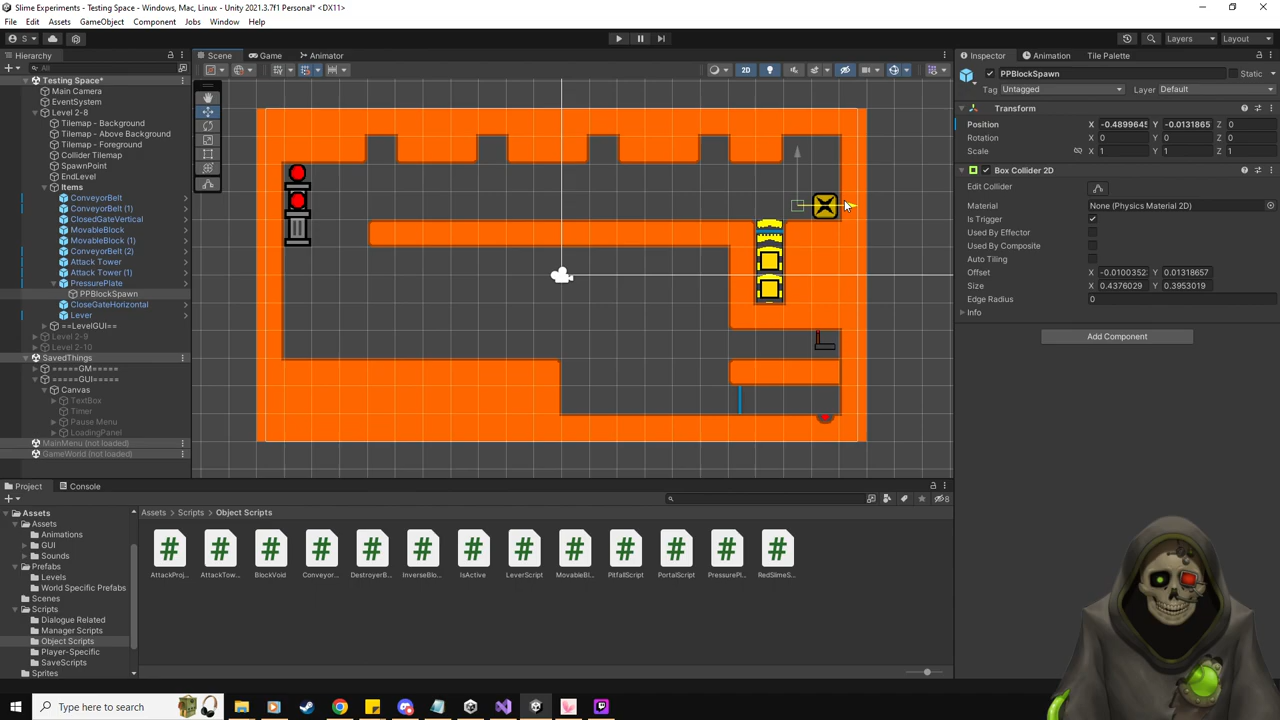 Slime Experiments - Testing Space - Windows, Mac, Linux - Unity 2021.3.7f1 Personal* <DX11>
File Edit Assets GameObject Component Jobs Window Help
S
Layers Layout
Hierarchy
All
Testing Space*
Main Camera
EventSystem
Level 2-8
Tilemap - Background
Tilemap - Above Background
Tilemap - Foreground
Collider Tilemap
SpawnPoint
EndLevel
Items
ConveyorBelt
ConveyorBelt (1)
ClosedGateVertical
MovableBlock
MovableBlock (1)
ConveyorBelt (2)
Attack Tower
Attack Tower (1)
PressurePlate
PPBlockSpawn
CloseGateHorizontal
Lever
==LevelGUI==
Level 2-9
Level 2-10
SavedThings
=====GM=====
=====GUI=====
Canvas
TextBox
Timer
Pause Menu
LoadingPanel
MainMenu (not loaded)
GameWorld (not loaded)
Scene Game Animator
2D
Inspector Animation Tile Palette
PPBlockSpawn Static
Tag Untagged Layer Default
Transform
Position X -0.4899645 Y -0.0131865 Z 0
Rotation X 0 Y 0 Z 0
Scale X 1 Y 1 Z 1
Box Collider 2D
Edit Collider
Material None (Physics Material 2D)
Is Trigger
Used By Effector
Used By Composite
Auto Tiling
Offset X -0.0100352 Y 0.01318657
Size X 0.4376029 Y 0.3953019
Edge Radius 0
Info
Add Component
Project Console
8
Assets
Assets
Animations
GUI
Sounds
Prefabs
Levels
World Specific Prefabs
Scenes
Scripts
Dialogue Related
Manager Scripts
Object Scripts
Player-Specific
SaveScripts
Sprites
Assets > Scripts > Object Scripts
AttackProj... AttackTow... BlockVoid Conveyor... DestroyerB... InverseBlo... IsActive LeverScript MovableBl... PitfallScript PortalScript PressurePl... RedSlimeS...
Type here to search